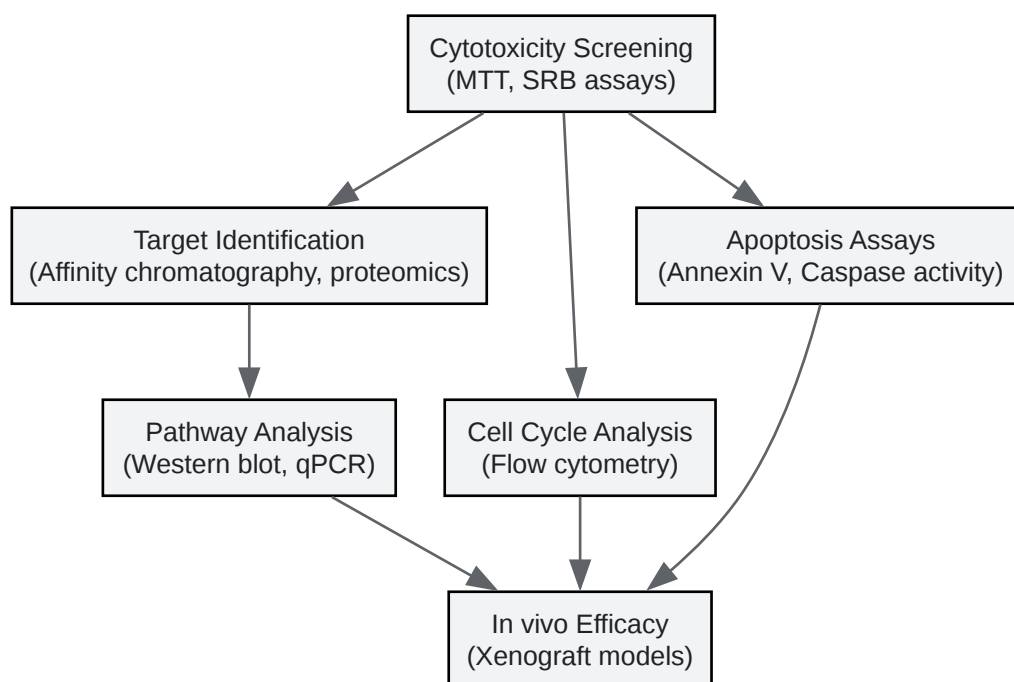 Cytotoxicity Screening
(MTT, SRB assays)
Target Identification
(Affinity chromatography, proteomics)
Apoptosis Assays
(Annexin V, Caspase activity)
Pathway Analysis
(Western blot, qPCR)
Cell Cycle Analysis
(Flow cytometry)
In vivo Efficacy
(Xenograft models)